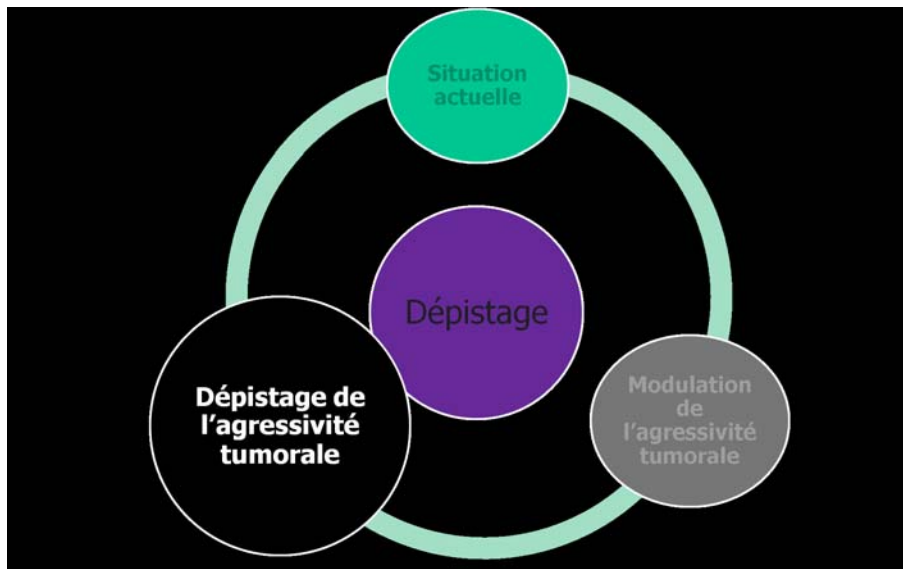 Situation
actuelle
Dépistage
Dépistage de
l’agressivité
tumorale
Modulation
de
l’agressivité
tumorale